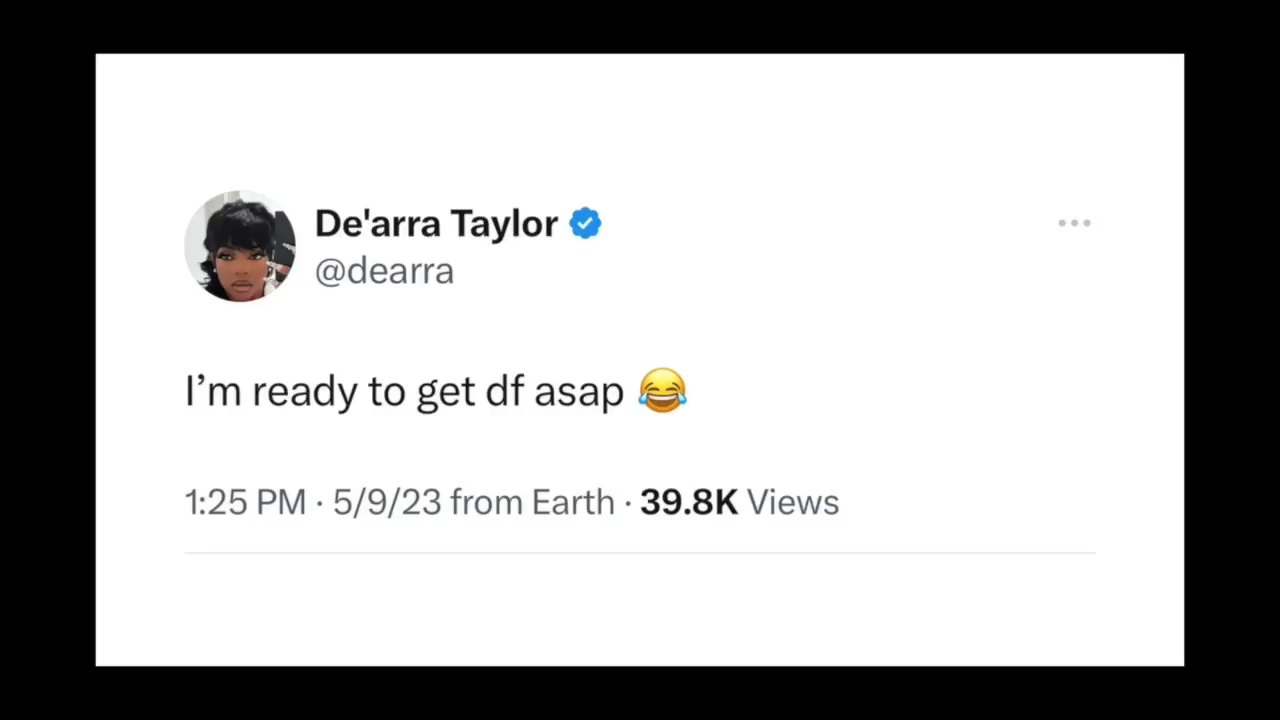 De'arra Taylor
@dearra
I’m ready to get df asap 😂
1:25 PM · 5/9/23 from Earth · 39.8K Views